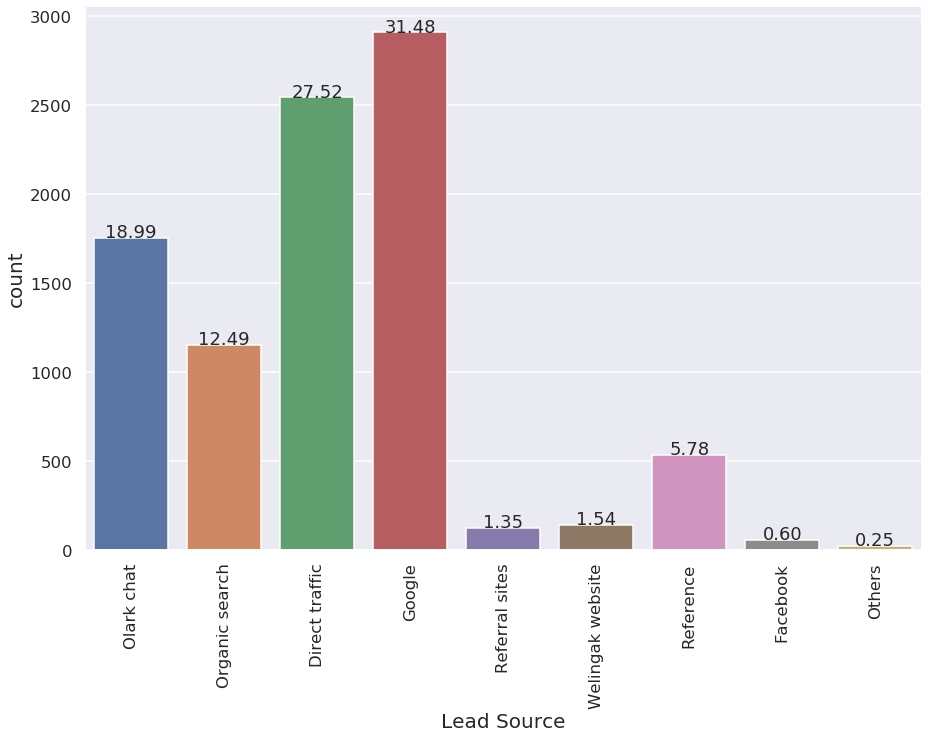 3000
2500
2000
1500
1000
500
0
count
18.99
12.49
27.52
31.48
1.35
1.54
5.78
0.60
0.25
Olark chat
Organic search
Direct traffic
Google
Referral sites
Welingak website
Reference
Facebook
Others
Lead Source